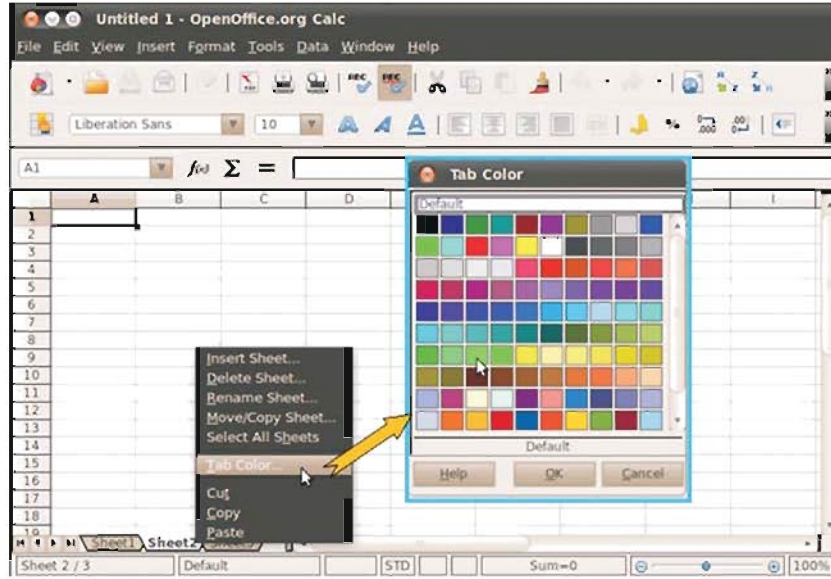 Untitled 1 - OpenOffice.org Calc
File Edit View Insert Format Tools Data Window Help
Liberation Sans 10
A1 f(x) Σ =
Tab Color
Default
A B C D I
1
2
3
4
5
6
7
8
9
10
11
12
13
14
15
16
17
18
19
Insert Sheet...
Delete Sheet...
Rename Sheet...
Move/Copy Sheet...
Select All Sheets
Tab Color...
Cut
Copy
Paste
Default
Help OK Cancel
Sheet1 Sheet2
Sheet 2 / 3 Default STD Sum=0 100%